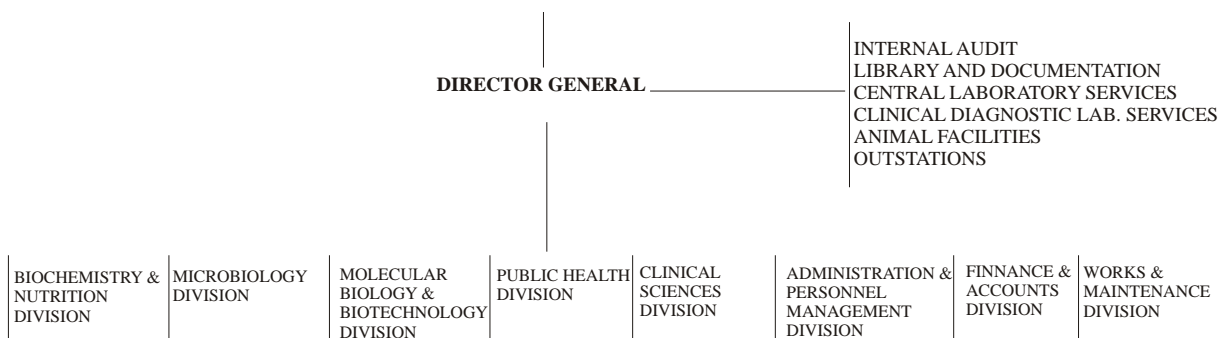 INTERNAL AUDIT
LIBRARY AND DOCUMENTATION
DIRECTOR GENERAL
CENTRAL LABORATORY SERVICES
CLINICAL DIAGNOSTIC LAB. SERVICES
ANIMAL FACILITIES
OUTSTATIONS
BIOCHEMISTRY &
NUTRITION
DIVISION
MICROBIOLOGY
DIVISION
MOLECULAR
BIOLOGY &
BIOTECHNOLOGY
DIVISION
PUBLIC HEALTH
DIVISION
CLINICAL
SCIENCES
DIVISION
ADMINISTRATION &
PERSONNEL
MANAGEMENT
DIVISION
FINNANCE &
ACCOUNTS
DIVISION
WORKS &
MAINTENANCE
DIVISION